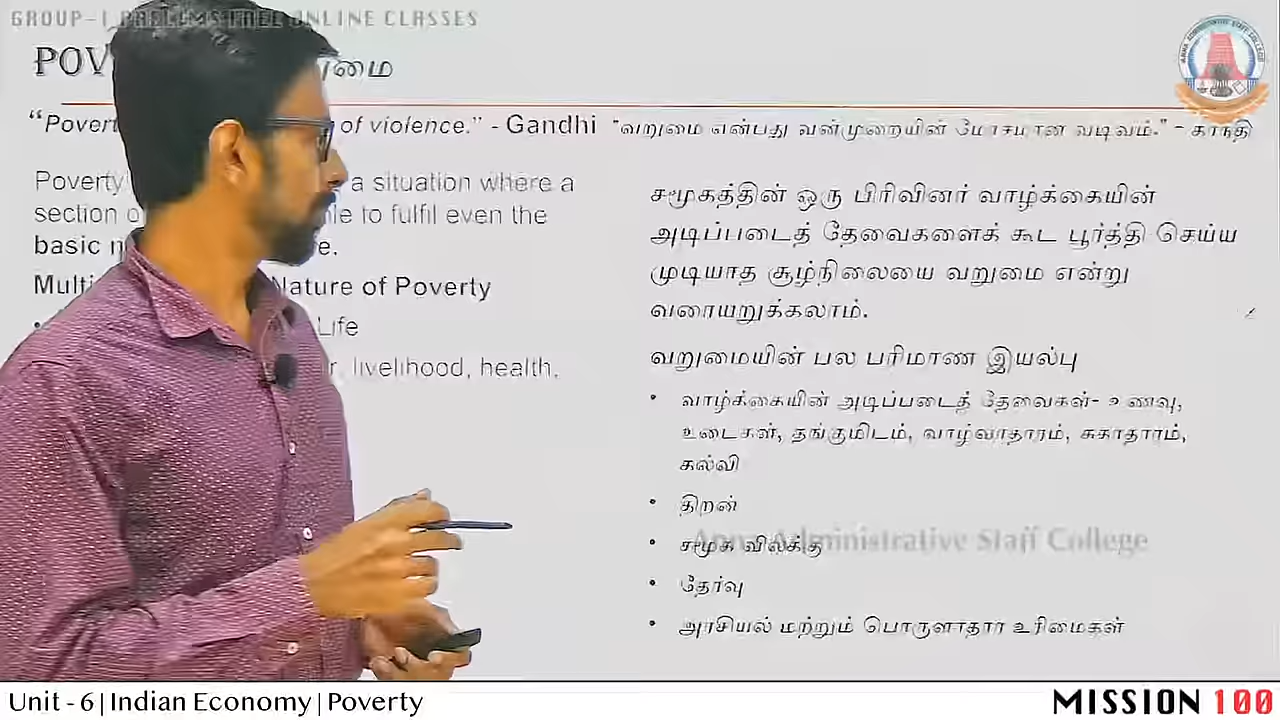 GROUP-I PRELIMS FREE ONLINE CLASSES
POV
“Povert of violence.” - Gandhi “வறுமை என்பது வன்முறையின் மோசமான வடிவம்.” - காந்தி
Poverty a situation where a
section o le to fulfil even the
basic n e.
Multi Nature of Poverty
Life
r, livelihood, health,
சமூகத்தின் ஒரு பிரிவினர் வாழ்க்கையின்
அடிப்படைத் தேவைகளைக் கூட பூர்த்தி செய்ய
முடியாத சூழ்நிலையை வறுமை என்று
வரையறுக்கலாம்.
வறுமையின் பல பரிமாண இயல்பு
• வாழ்க்கையின் அடிப்படைத் தேவைகள்- உணவு,
உடைகள், தங்குமிடம், வாழ்வாதாரம், சுகாதாரம்,
கல்வி
• திறன்
• சமூக விலக்கு
• தேர்வு
• அரசியல் மற்றும் பொருளாதார உரிமைகள்
Administrative Staff College
Unit - 6 | Indian Economy | Poverty
MISSION 100